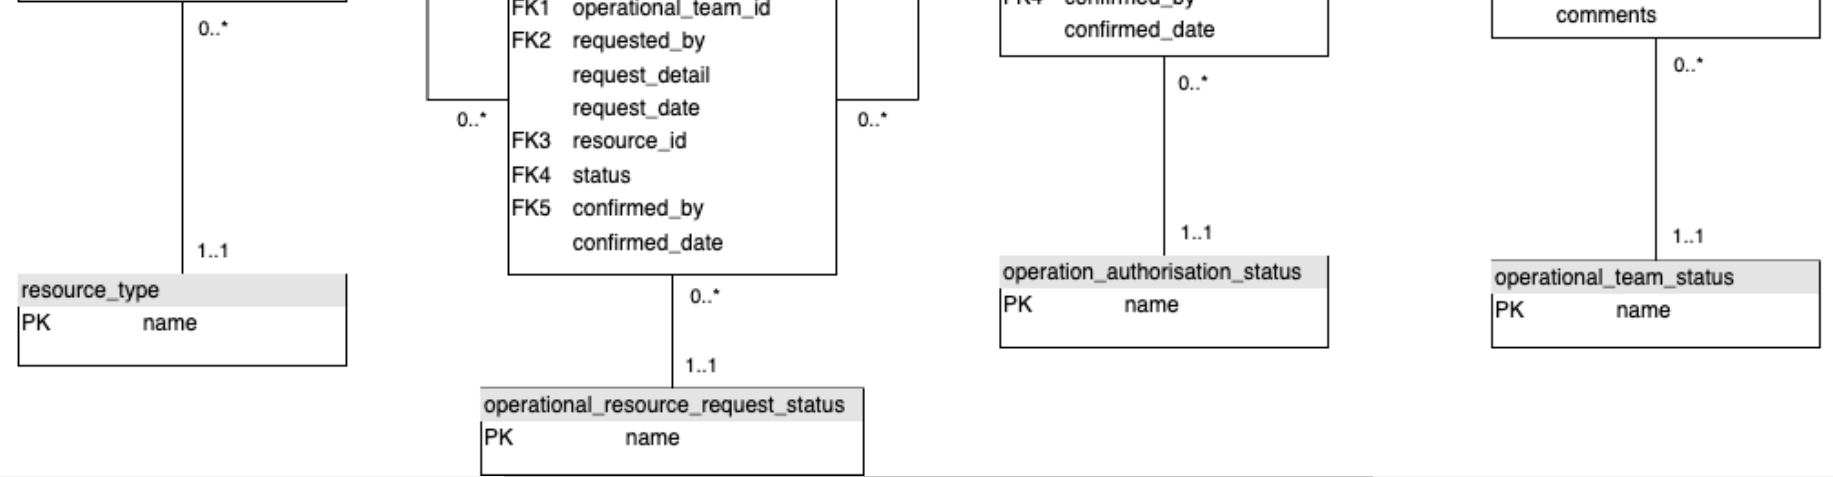 0..*
1..1
resource_type
PK name
FK1 operational_team_id
FK2 requested_by
request_detail
request_date
FK3 resource_id
FK4 status
FK5 confirmed_by
confirmed_date
0..*
0..*
0..*
1..1
operational_resource_request_status
PK name
FK4 confirmed_by
confirmed_date
0..*
1..1
operation_authorisation_status
PK name
comments
0..*
1..1
operational_team_status
PK name